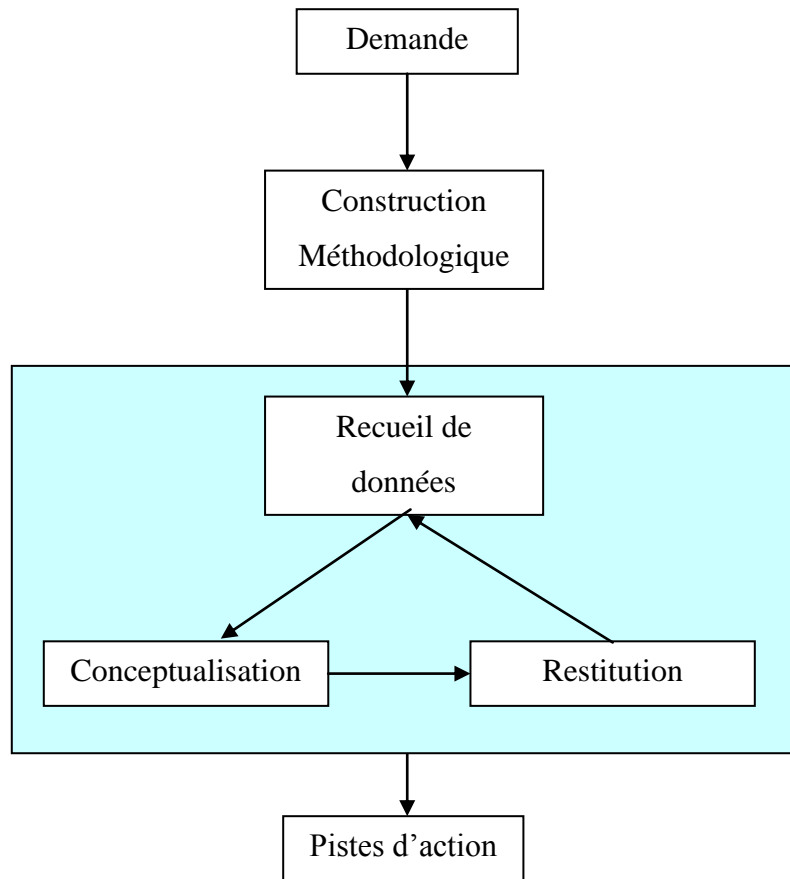 Demande
Construction
Méthodologique
Recueil de
données
Conceptualisation
Restitution
Pistes d’action